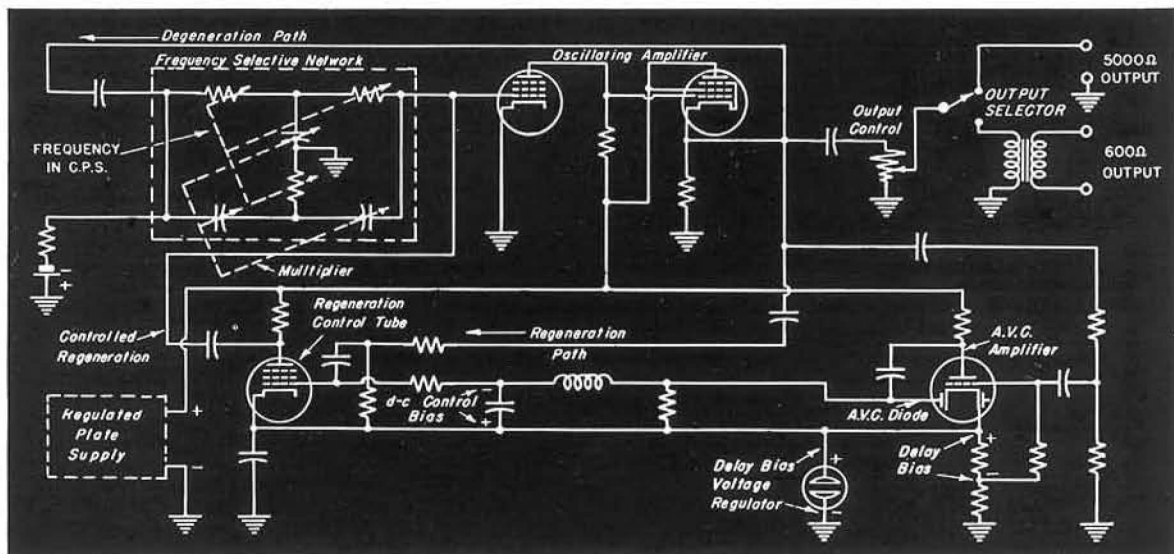 Degeneration Path
Frequency Selective Network
Oscillating Amplifier
5000Ω
OUTPUT
OUTPUT
SELECTOR
Output
Control
FREQUENCY
IN C.P.S.
600Ω
OUTPUT
-
+
Multiplier
Regeneration
Control Tube
Regeneration
Path
Controlled
Regeneration
A.V.C.
Amplifier
d-c Control
Bias
-
+
A.V.C. Diode
Regulated
Plate
Supply
+
-
Delay Bias
Voltage
Regulator
+
-
Delay
Bias
+
-